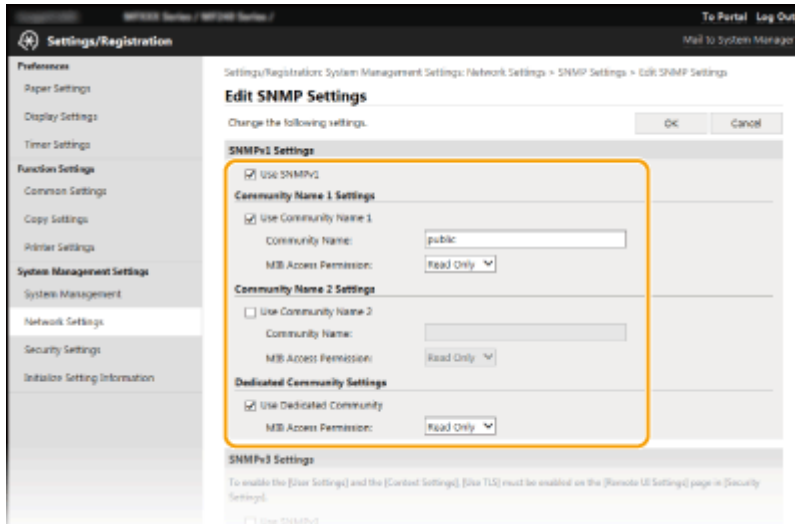 To Portal Log Out
Settings/Registration
Mail to System Manager
Preferences
Paper Settings
Display Settings
Timer Settings
Function Settings
Common Settings
Copy Settings
Printer Settings
System Management Settings
System Management
Network Settings
Security Settings
Initialize Setting Information
Settings/Registration: System Management Settings: Network Settings > SNMP Settings > Edit SNMP Settings
Edit SNMP Settings
Change the following settings.
OK Cancel
SNMPv1 Settings
Use SNMPv1
Community Name 1 Settings
Use Community Name 1
Community Name: public
MIB Access Permission: Read Only
Community Name 2 Settings
Use Community Name 2
Community Name:
MIB Access Permission: Read Only
Dedicated Community Settings
Use Dedicated Community
MIB Access Permission: Read Only
SNMPv3 Settings
To enable the [User Settings] and the [Context Settings], [Use TLS] must be enabled on the [Remote UI Settings] page in [Security
Settings].